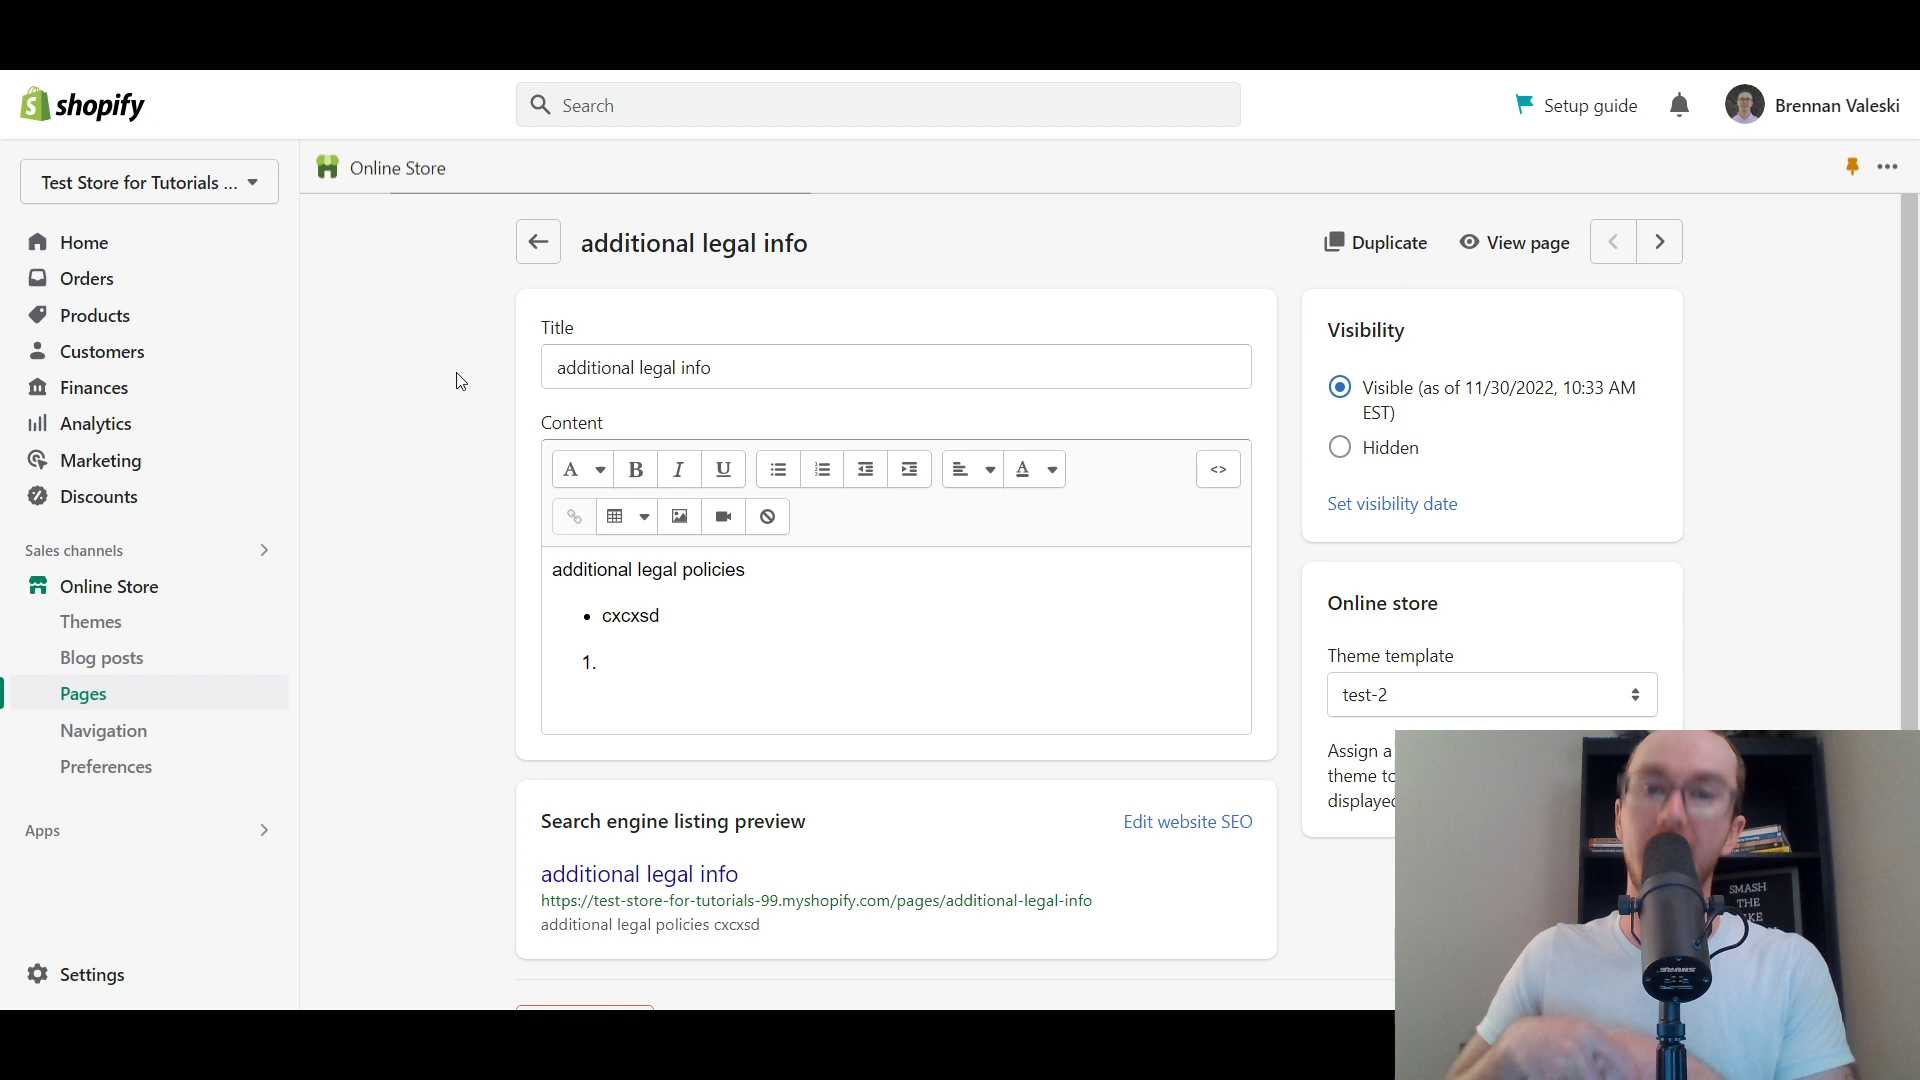 shopify
Search
Setup guide
Brennan Valeski
Test Store for Tutorials ...
Online Store
Home
Orders
Products
Customers
Finances
Analytics
Marketing
Discounts
Sales channels
Online Store
Themes
Blog posts
Pages
Navigation
Preferences
Apps
Settings
additional legal info
Duplicate
View page
Title
additional legal info
Content
A
B
I
U
A
<>
additional legal policies
• cxcxsd
1.
Search engine listing preview
Edit website SEO
additional legal info
https://test-store-for-tutorials-99.myshopify.com/pages/additional-legal-info
additional legal policies cxcxsd
Visibility
Visible (as of 11/30/2022, 10:33 AM
EST)
Hidden
Set visibility date
Online store
Theme template
test-2
Assign a
theme to
displayed
SMASH
THE